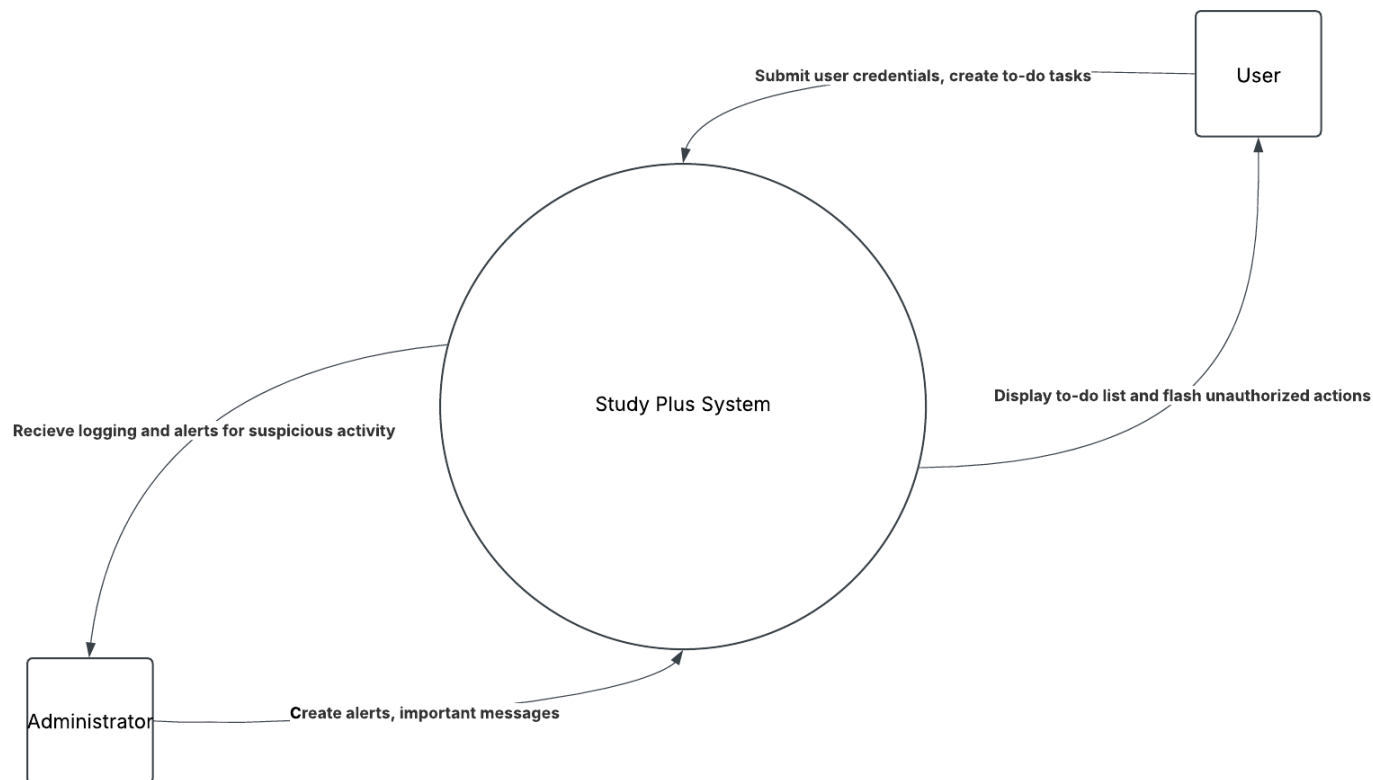 User
Submit user credentials, create to-do tasks
Display to-do list and flash unauthorized actions
Study Plus System
Recieve logging and alerts for suspicious activity
Create alerts, important messages
Administrator